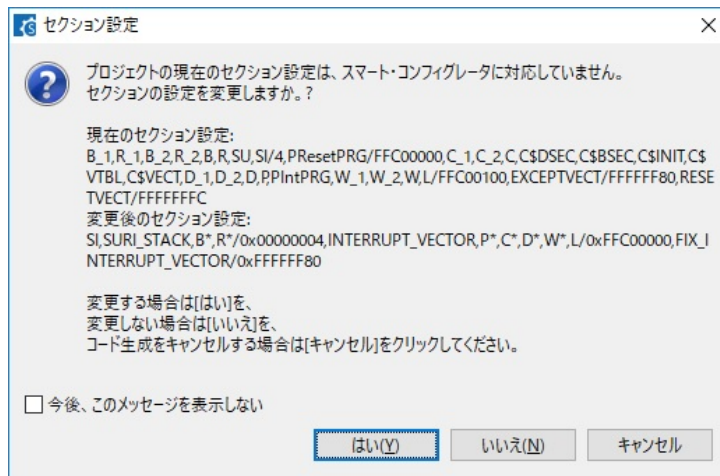 セクション設定
プロジェクトの現在のセクション設定は、スマート・コンフィグレータに対応していません。
セクションの設定を変更しますか。?
現在のセクション設定:
B_1,R_1,B_2,R_2,B,R,SU,SI/4,PResetPRG/FFC00000,C_1,C_2,C,C$DSEC,C$BSEC,C$INIT,C$
VTBL,C$VECT,D_1,D_2,D,P,PIntPRG,W_1,W_2,W,L/FFC00100,EXCEPTVECT/FFFFFF80,RESE
TVECT/FFFFFFFC
変更後のセクション設定:
SI,SURI_STACK,B*,R*/0x00000004,INTERRUPT_VECTOR,P*,C*,D*,W*,L/0xFFC00000,FIX_I
NTERRUPT_VECTOR/0xFFFFFF80
変更する場合は[はい]を、
変更しない場合は[いいえ]を、
コード生成をキャンセルする場合は[キャンセル]をクリックしてください。
今後、このメッセージを表示しない
はい(Y) いいえ(N) キャンセル